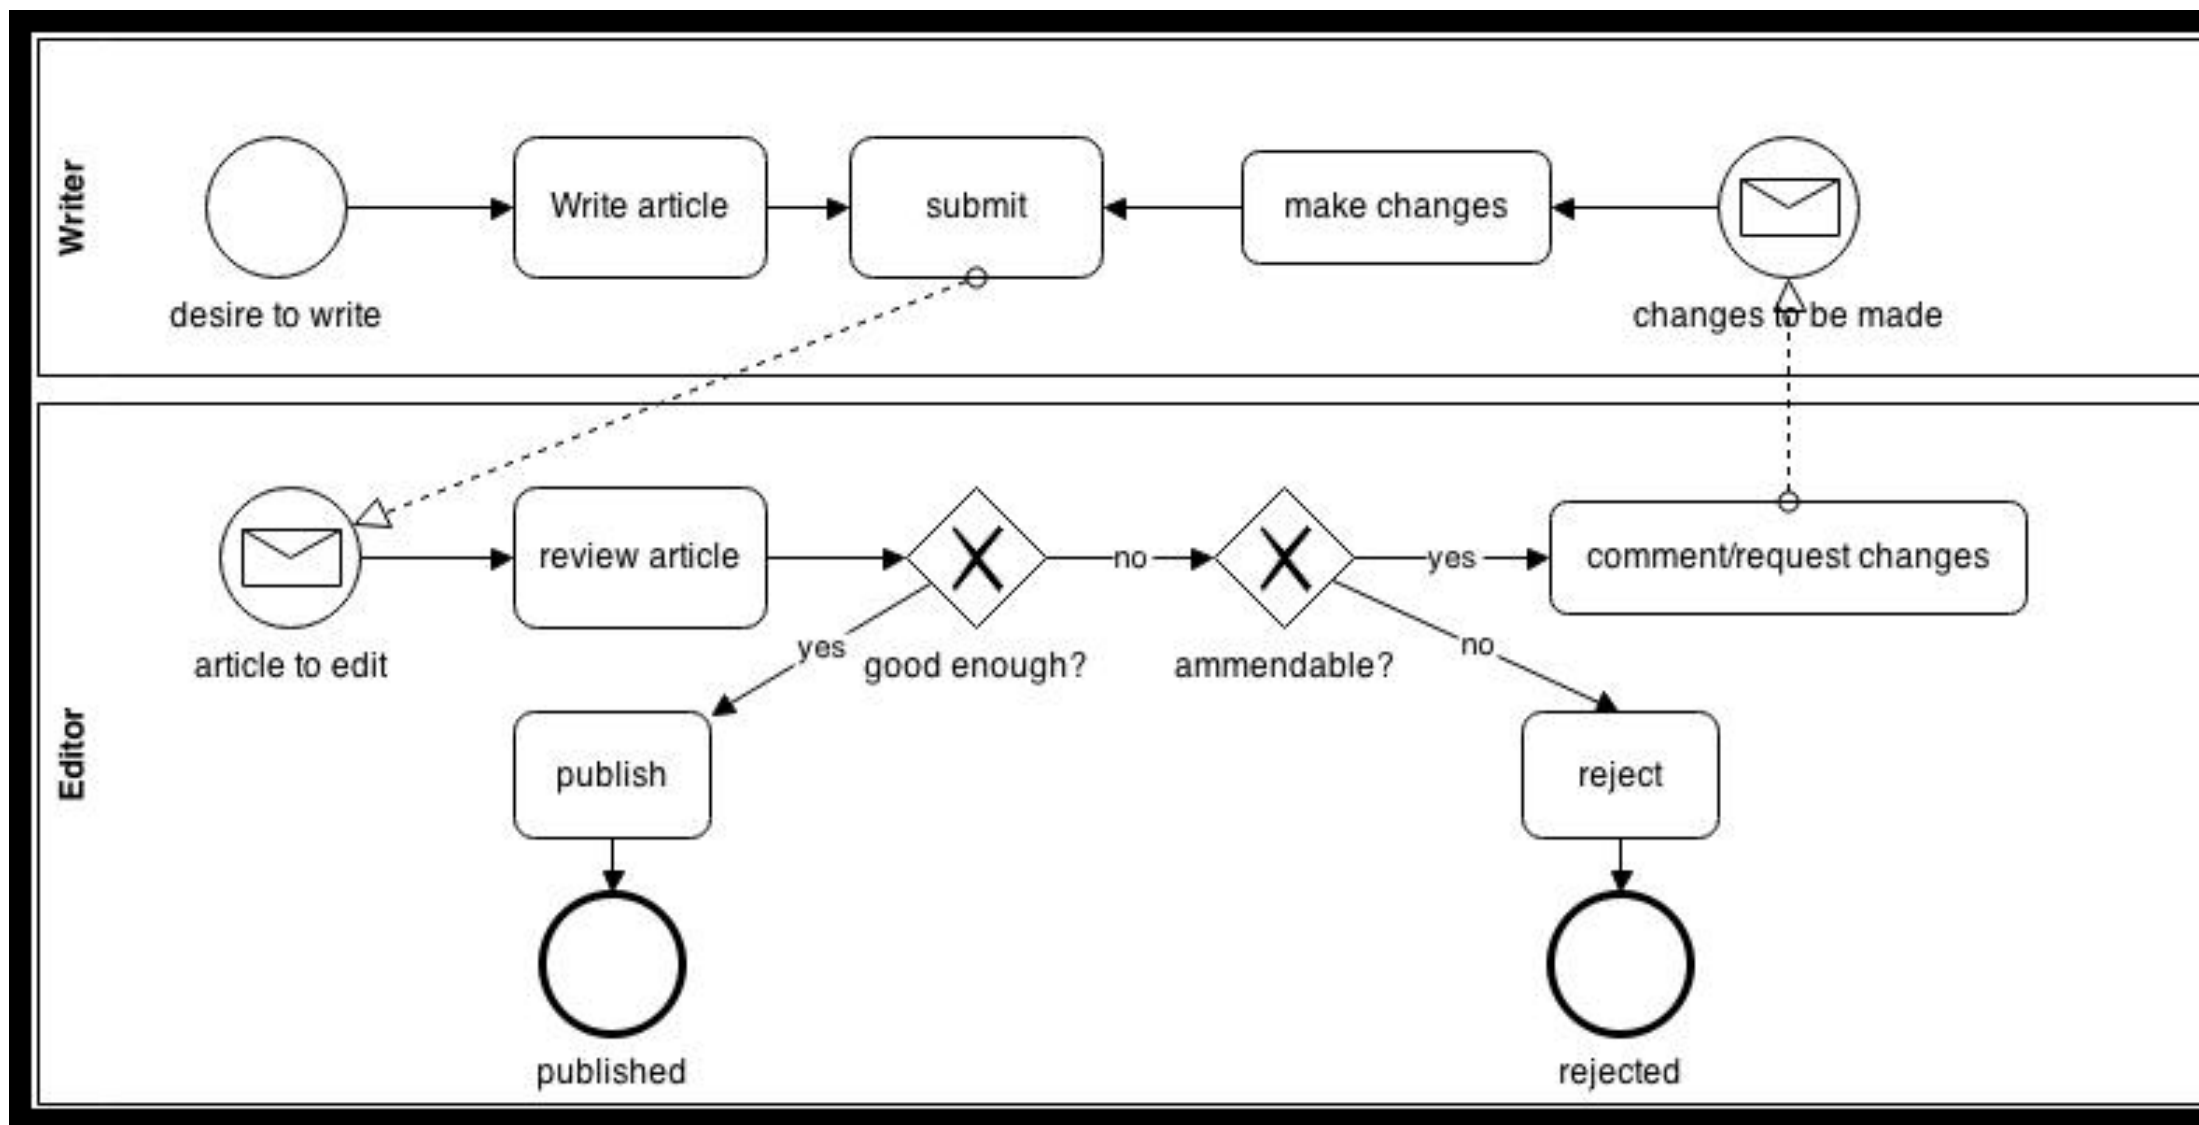 Writer
Write article
submit
make changes
desire to write
changes to be made
Editor
review article
no
yes
comment/request changes
article to edit
yes
good enough?
ammendable?
no
publish
reject
published
rejected